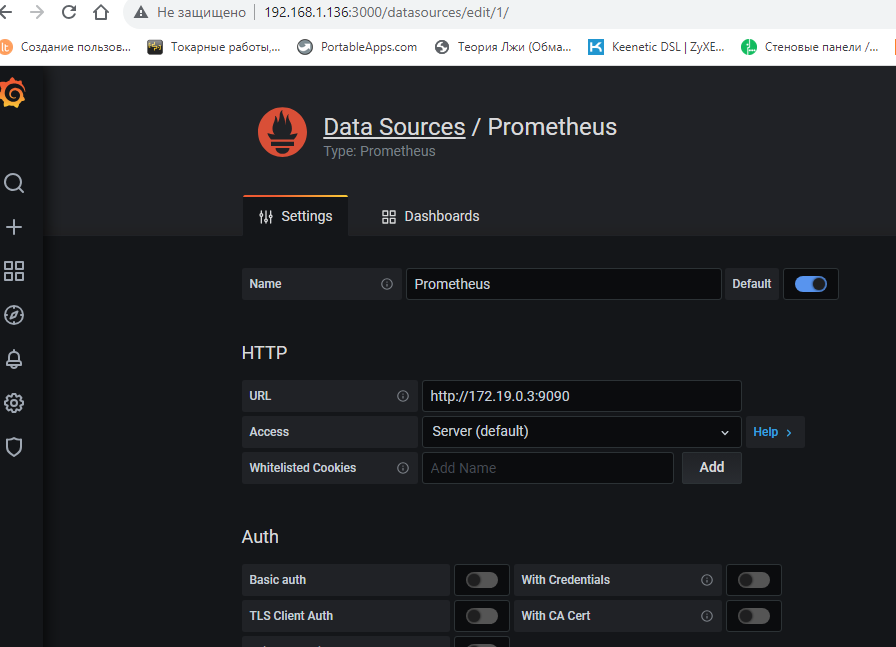 Не защищено 192.168.1.136:3000/datasources/edit/1/
lt Создание пользов... Токарные работы,... PortableApps.com Теория Лжи (Обма... K Keenetic DSL | ZyXE... Стеновые панели /...
Data Sources / Prometheus
Type: Prometheus
Settings Dashboards
Name Prometheus Default
HTTP
URL http://172.19.0.3:9090
Access Server (default) Help >
Whitelisted Cookies Add Name Add
Auth
Basic auth With Credentials
TLS Client Auth With CA Cert